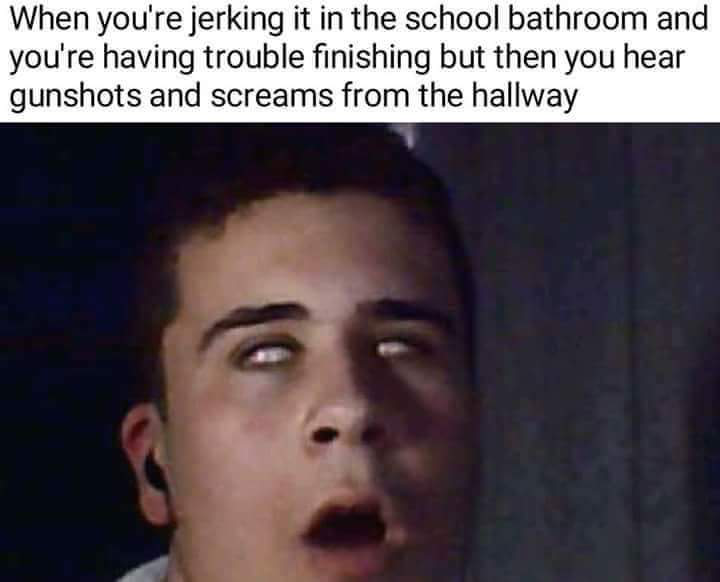 When you're jerking it in the school bathroom and
you're having trouble finishing but then you hear
gunshots and screams from the hallway